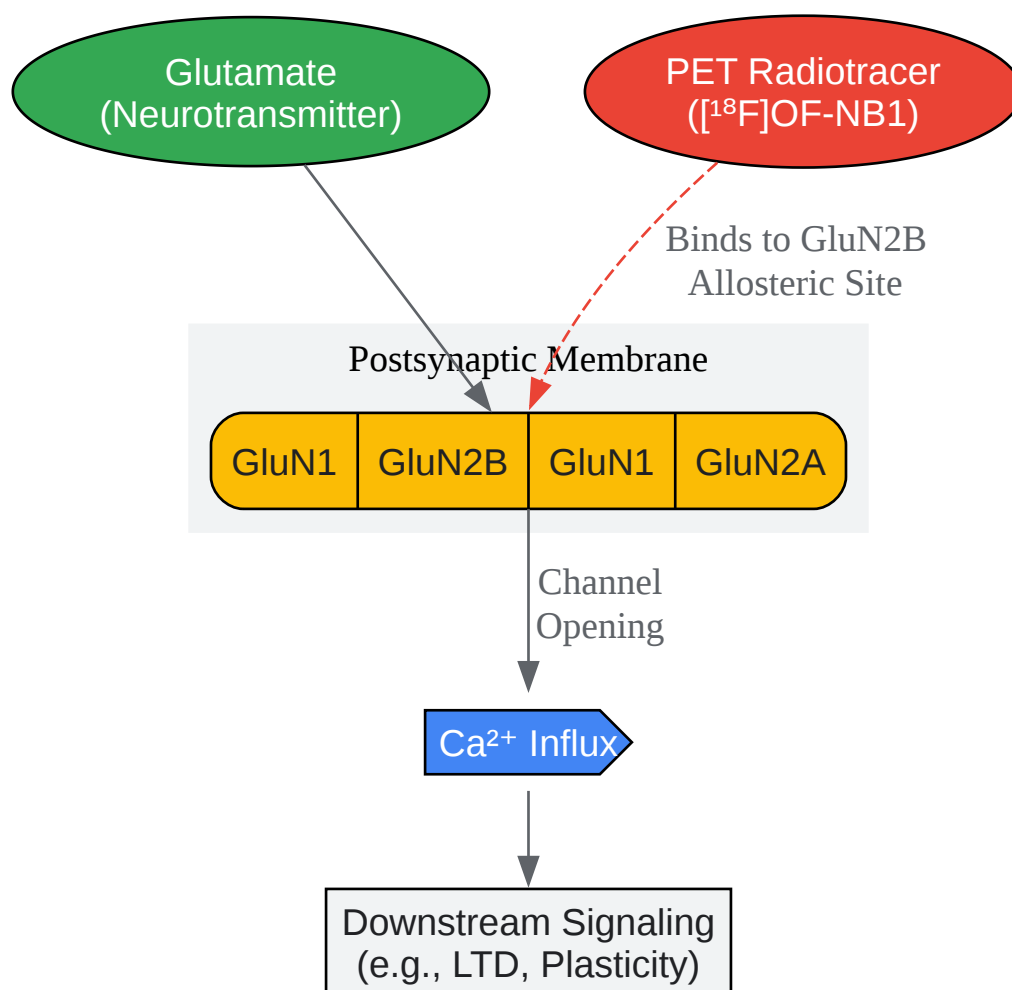 Glutamate
(Neurotransmitter)
PET Radiotracer
([¹⁸F]OF-NB1)
Binds to GluN2B
Allosteric Site
Postsynaptic Membrane
GluN1 GluN2B GluN1 GluN2A
Channel
Opening
Ca²⁺ Influx
Downstream Signaling
(e.g., LTD, Plasticity)